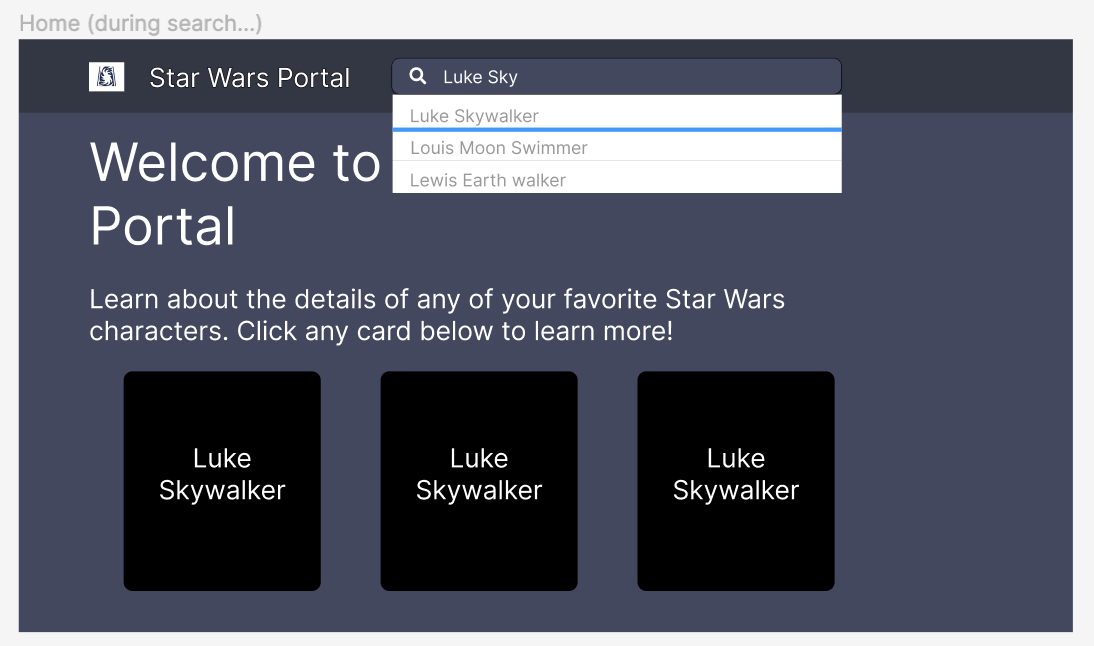 Home (during search...)
Star Wars Portal
Luke Sky
Luke Skywalker
Louis Moon Swimmer
Lewis Earth walker
Welcome to
Portal
Learn about the details of any of your favorite Star Wars
characters. Click any card below to learn more!
Luke
Skywalker
Luke
Skywalker
Luke
Skywalker